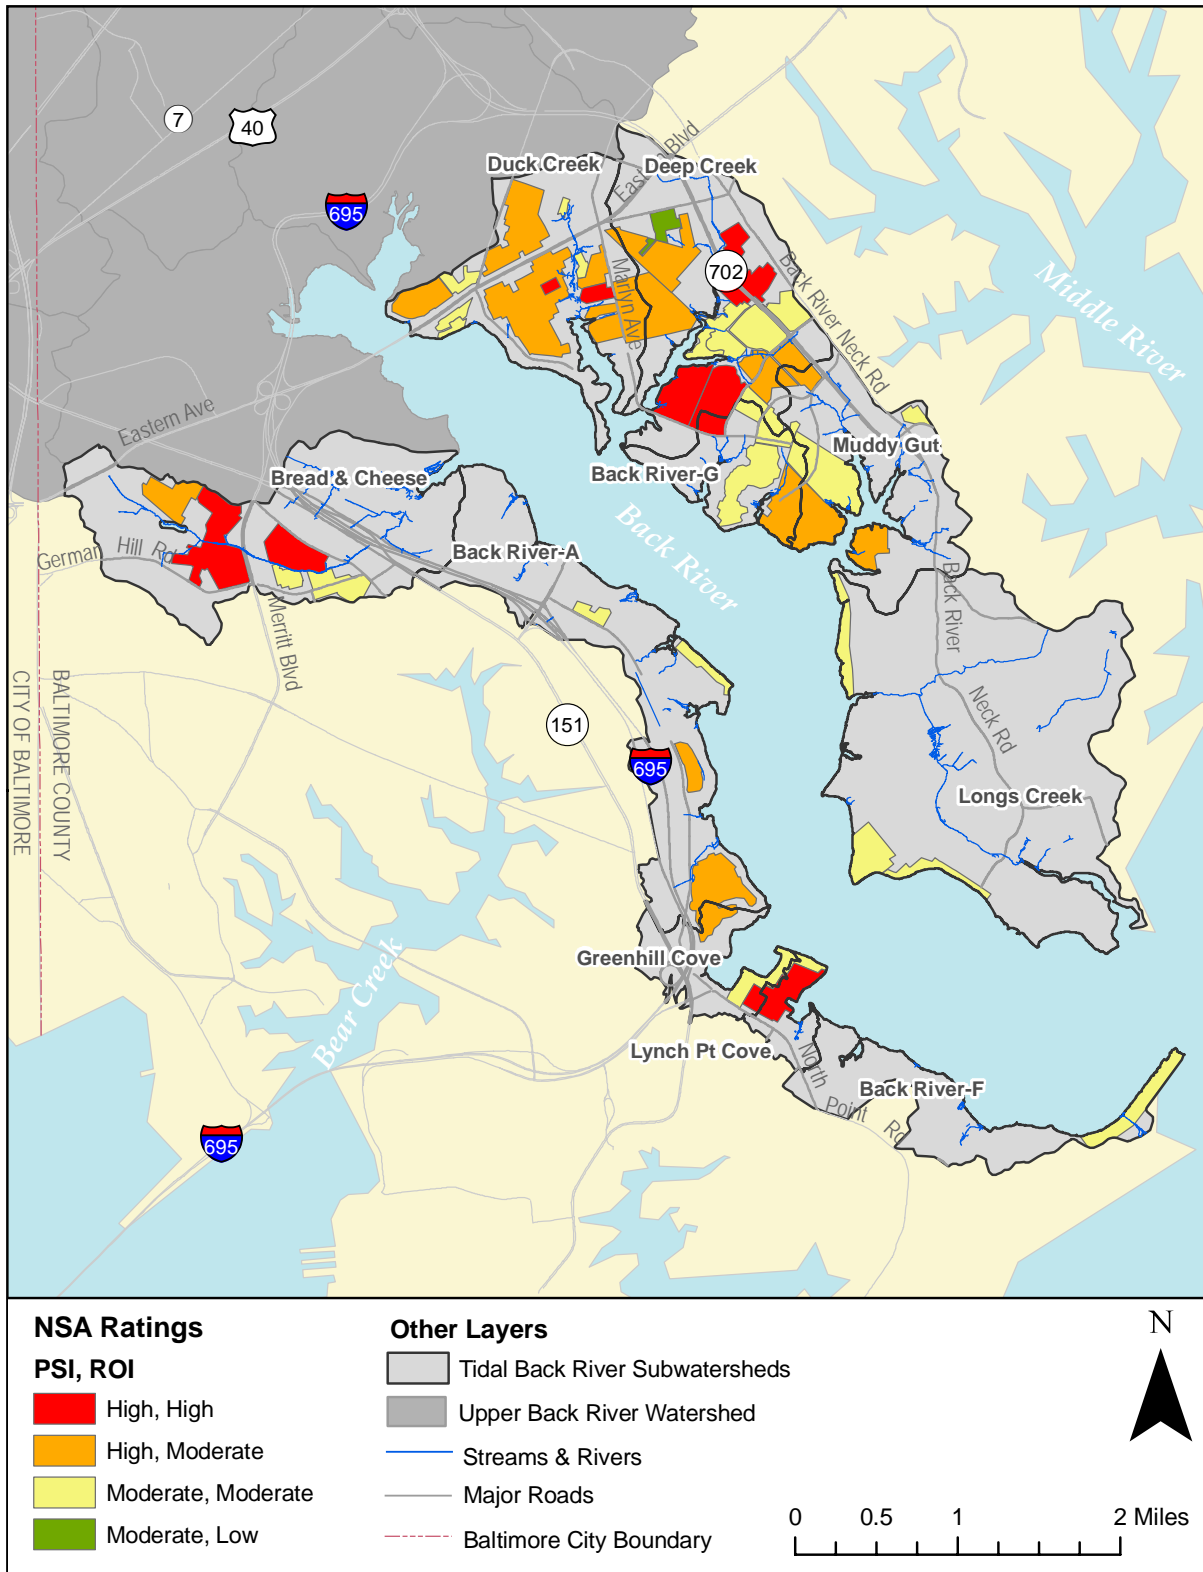 7
40
695
Duck Creek
Deep Creek
Eastern Blvd
702
Marlyn Ave
Back River Neck Rd
Middle River
Eastern Ave
Bread & Cheese
Muddy Gut
Back River-G
Back River
German Hill Rd
Back River-A
Merritt Blvd
Back River
Neck Rd
BALTIMORE COUNTY
CITY OF BALTIMORE
151
695
Longs Creek
Bear Creek
Greenhill Cove
Lynch Pt Cove
North Point Rd
Back River-F
695
NSA Ratings
PSI, ROI
High, High
High, Moderate
Moderate, Moderate
Moderate, Low
Other Layers
Tidal Back River Subwatersheds
Upper Back River Watershed
Streams & Rivers
Major Roads
Baltimore City Boundary
N
0 0.5 1 2 Miles